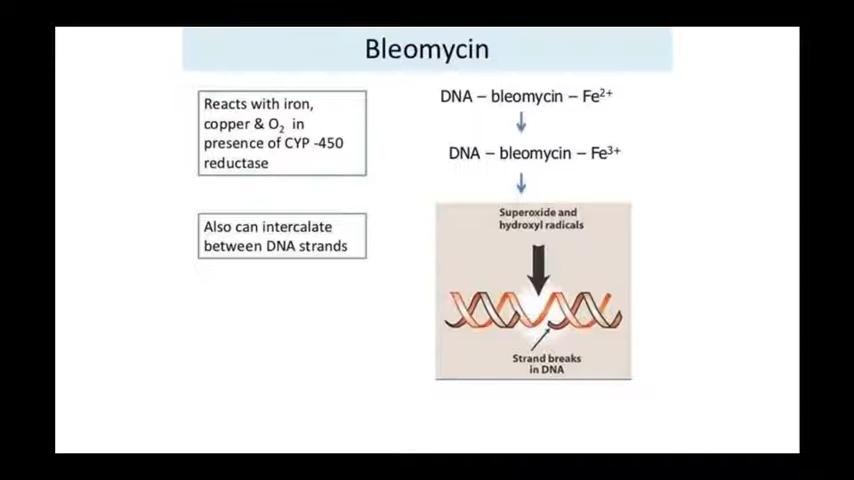 Bleomycin
Reacts with iron,
copper & O₂ in
presence of CYP -450
reductase
Also can intercalate
between DNA strands
DNA – bleomycin – Fe²⁺
DNA – bleomycin – Fe³⁺
Superoxide and
hydroxyl radicals
Strand breaks
in DNA